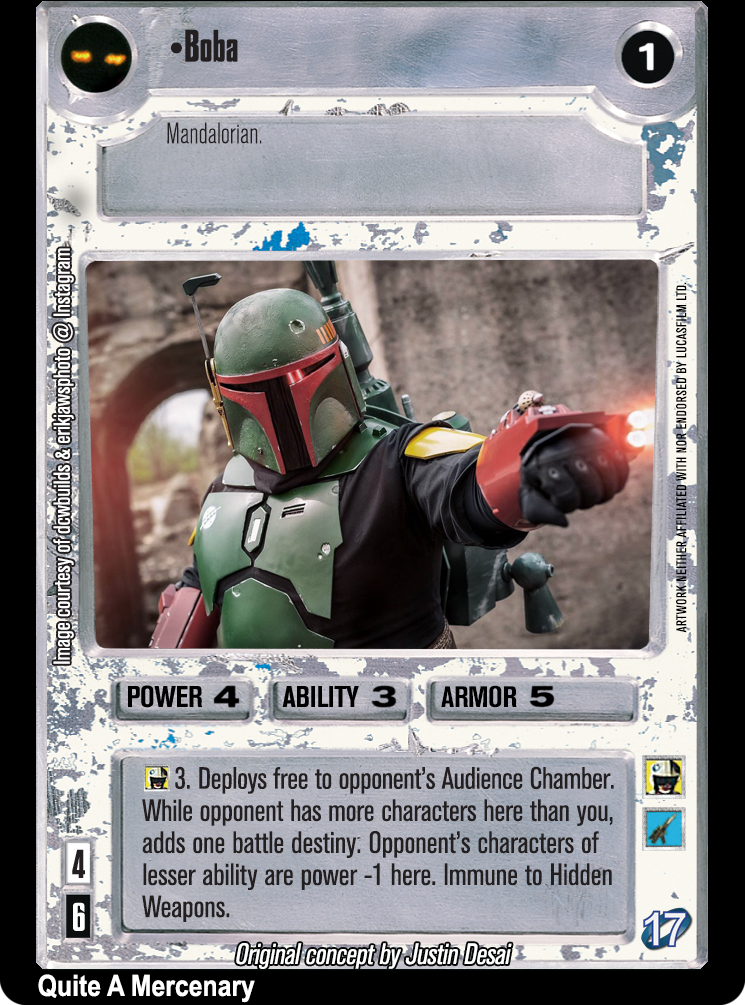 •Boba
1
Mandalorian.
Image courtesy of dcwbuilds & erikjawsphoto @ Instagram
ARTWORK NEITHER AFFILIATED WITH NOR ENDORSED BY LUCASFILM LTD.
POWER 4 ABILITY 3 ARMOR 5
3. Deploys free to opponent's Audience Chamber.
While opponent has more characters here than you,
adds one battle destiny. Opponent's characters of
lesser ability are power -1 here. Immune to Hidden
Weapons.
4
6
17
Original concept by Justin Desai
Quite A Mercenary